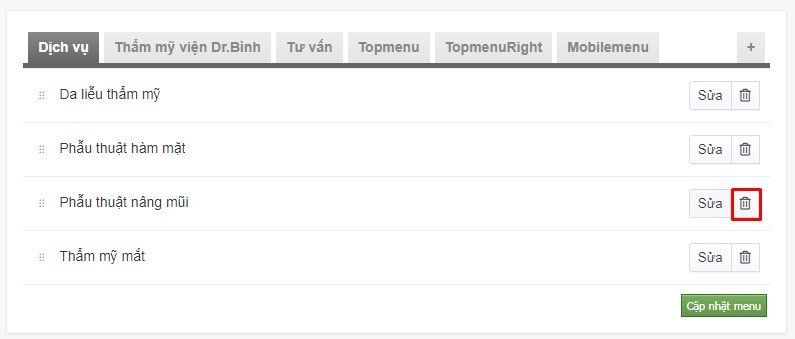 Dịch vụ Thẩm mỹ viện Dr.Bình Tư vấn Topmenu TopmenuRight Mobilemenu +
Da liễu thẩm mỹ Sửa
Phẫu thuật hàm mặt Sửa
Phẫu thuật nâng mũi Sửa
Thẩm mỹ mắt Sửa
Cập nhật menu